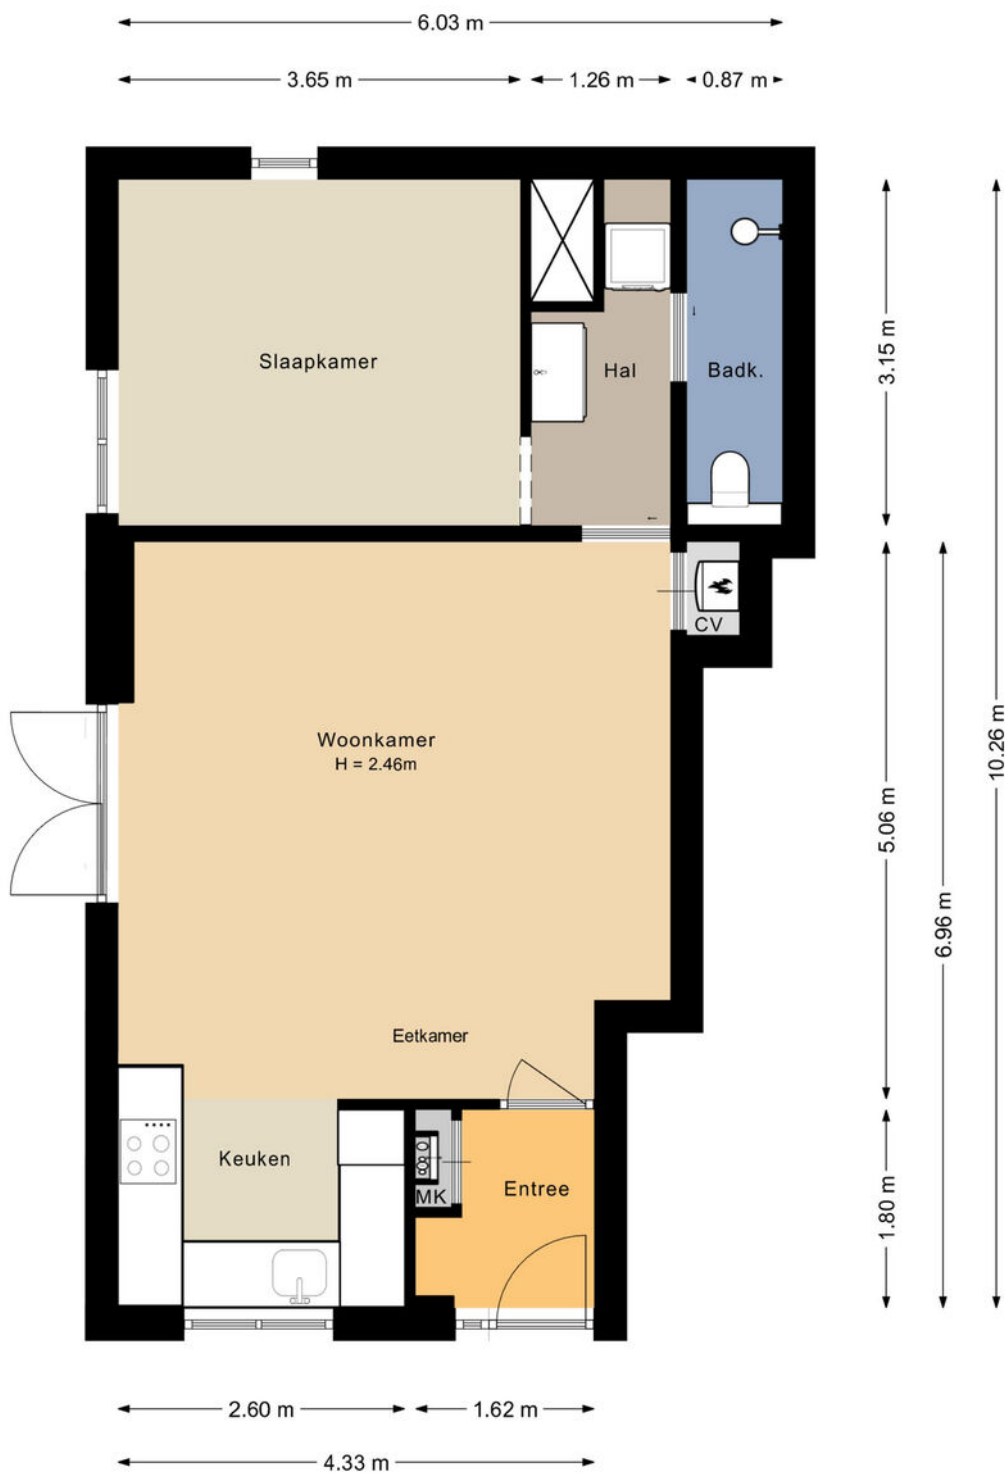 6.03 m
3.65 m
1.26 m
0.87 m
Slaapkamer
Hal
Badk.
3.15 m
CV
Woonkamer
H = 2.46m
10.26 m
5.06 m
6.96 m
Eetkamer
Keuken
MK
Entree
1.80 m
2.60 m
1.62 m
4.33 m